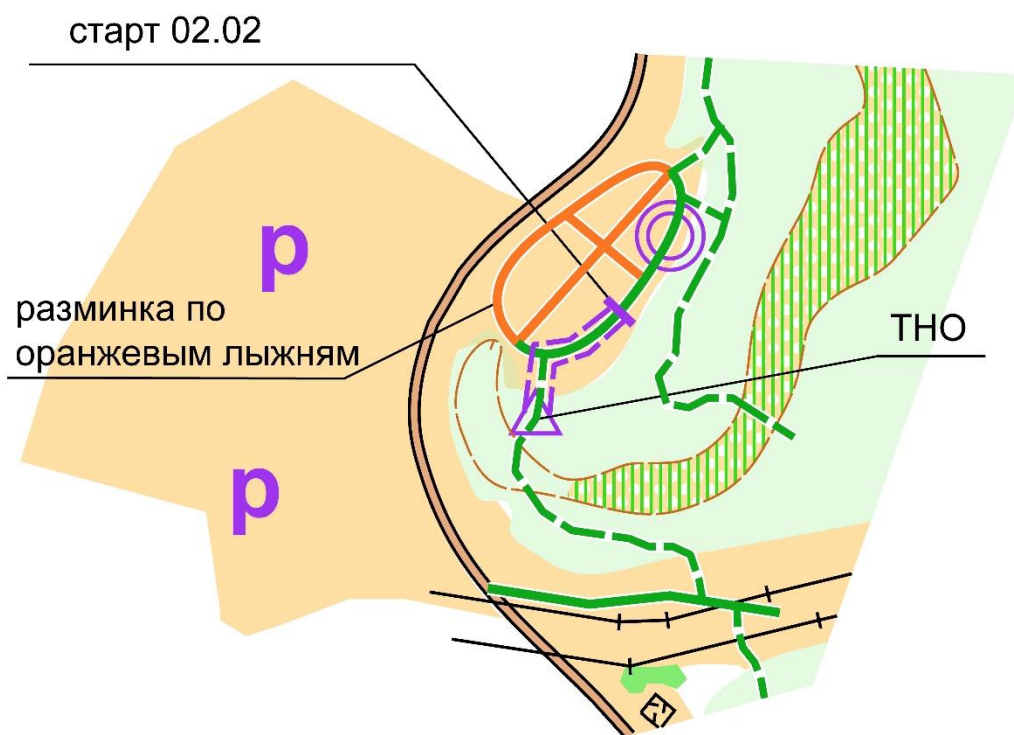 старт 02.02
р
разминка по
оранжевым лыжням
ТНО
р